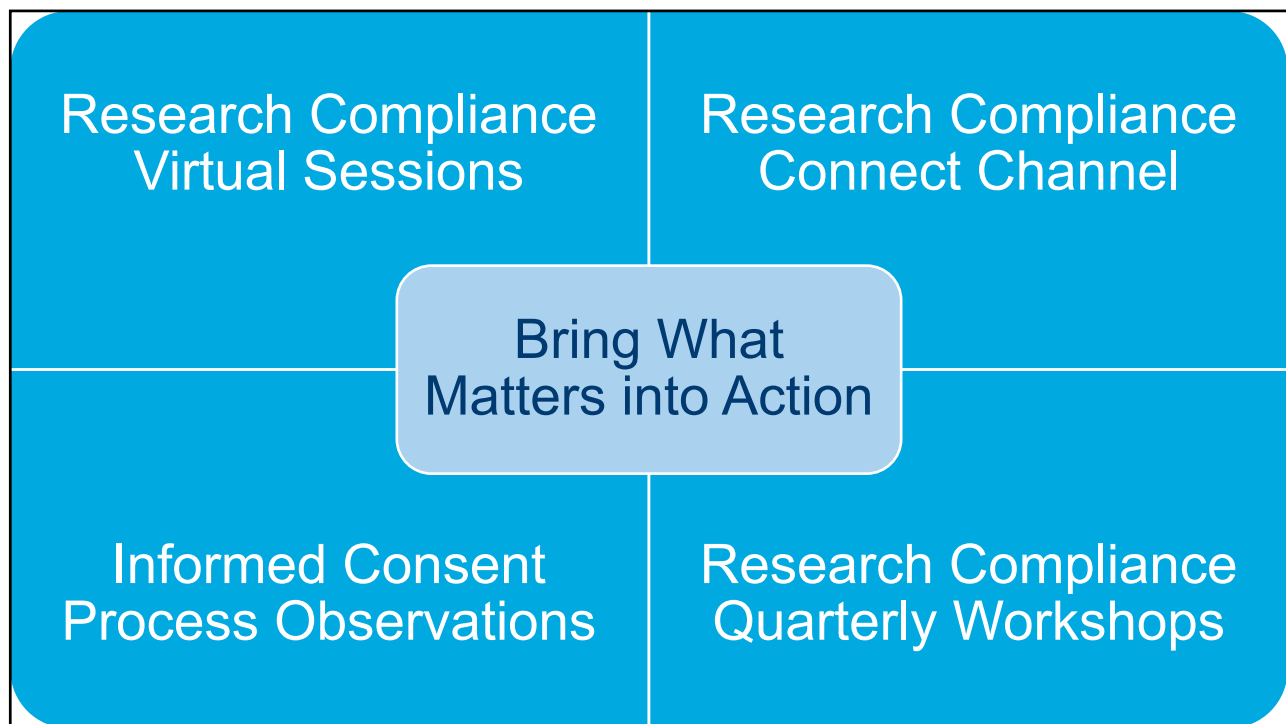 Research Compliance
Virtual Sessions
Research Compliance
Connect Channel
Bring What
Matters into Action
Informed Consent
Process Observations
Research Compliance
Quarterly Workshops